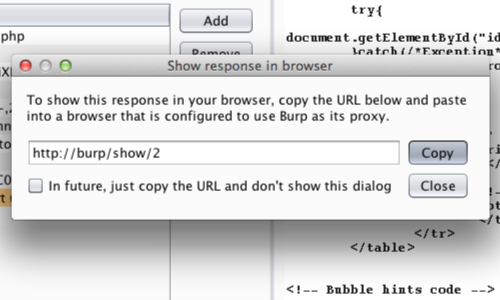 try{
Add
php
document.getElementById("id
Remove
}catch(/*Exception*
Show response in browser
To show this response in your browser, copy the URL below and paste
into a browser that is configured to use Burp as its proxy.
http://burp/show/2
Copy
In future, just copy the URL and don't show this dialog
Close
</tr>
</table>
<!-- Bubble hints code -->